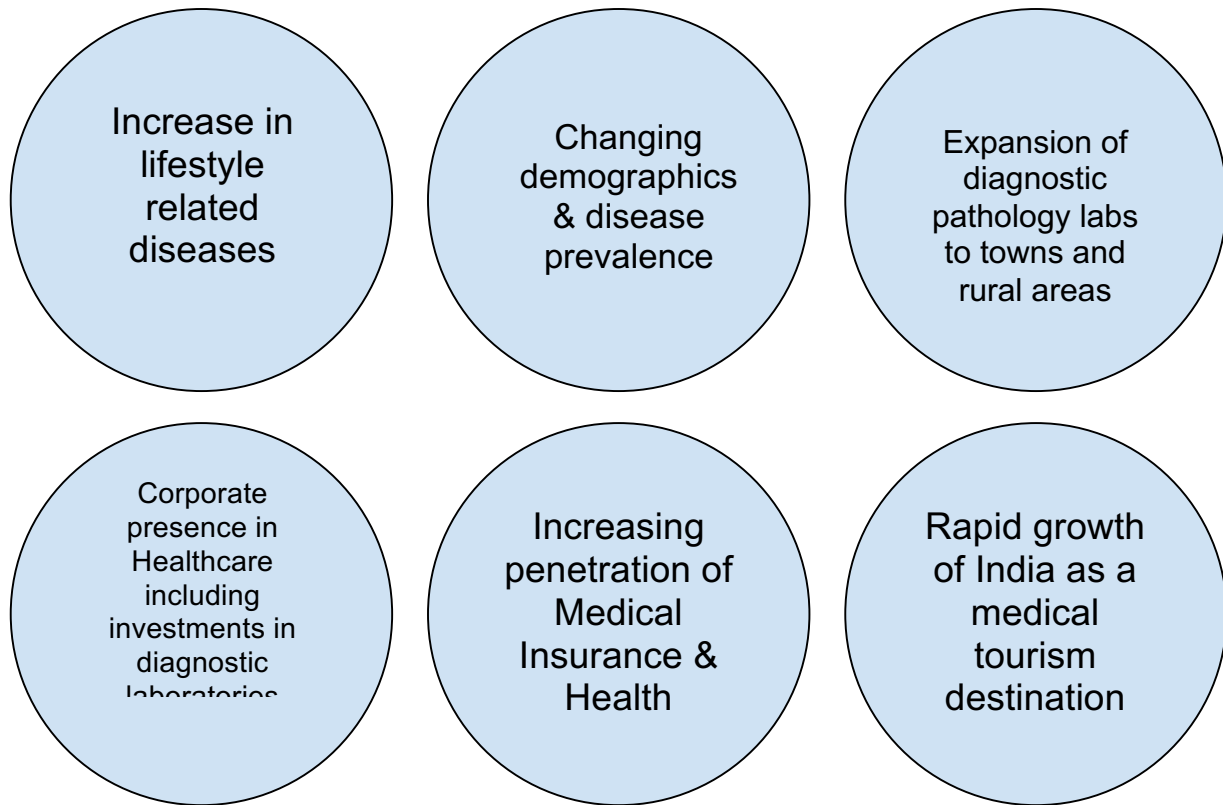 Increase in
lifestyle
related
diseases
Changing
demographics
& disease
prevalence
Expansion of
diagnostic
pathology labs
to towns and
rural areas
Corporate
presence in
Healthcare
including
investments in
diagnostic
laboratories
Increasing
penetration of
Medical
Insurance &
Health
Rapid growth
of India as a
medical
tourism
destination